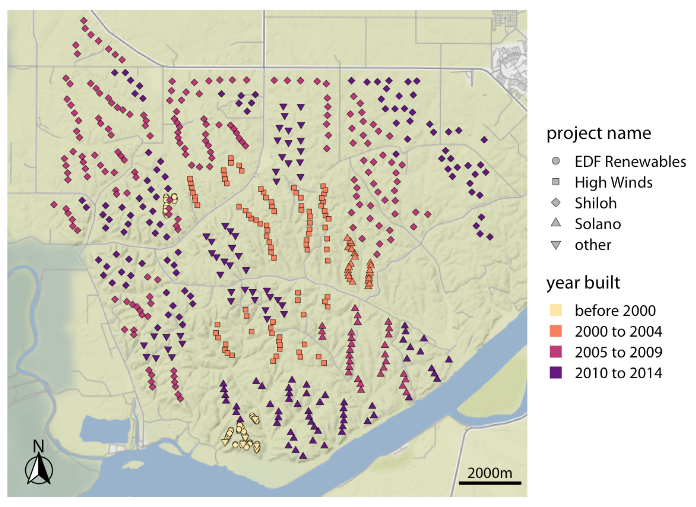 project name
EDF Renewables
High Winds
Shiloh
Solano
other
year built
before 2000
2000 to 2004
2005 to 2009
2010 to 2014
N
2000m